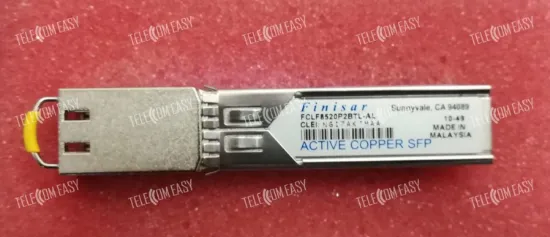 TELECOM EASY TELECOM EASY TELECOM EASY
Finisar
Sunnyvale, CA 94089
FCLF8520P2BTL-AL
10-49
CLEI:
MADE IN
MALAYSIA
ACTIVE COPPER SFP
TELECOM EASY TELECOM EASY TELECOM EASY
TELECOM EASY TELECOM EASY TELECOM EASY